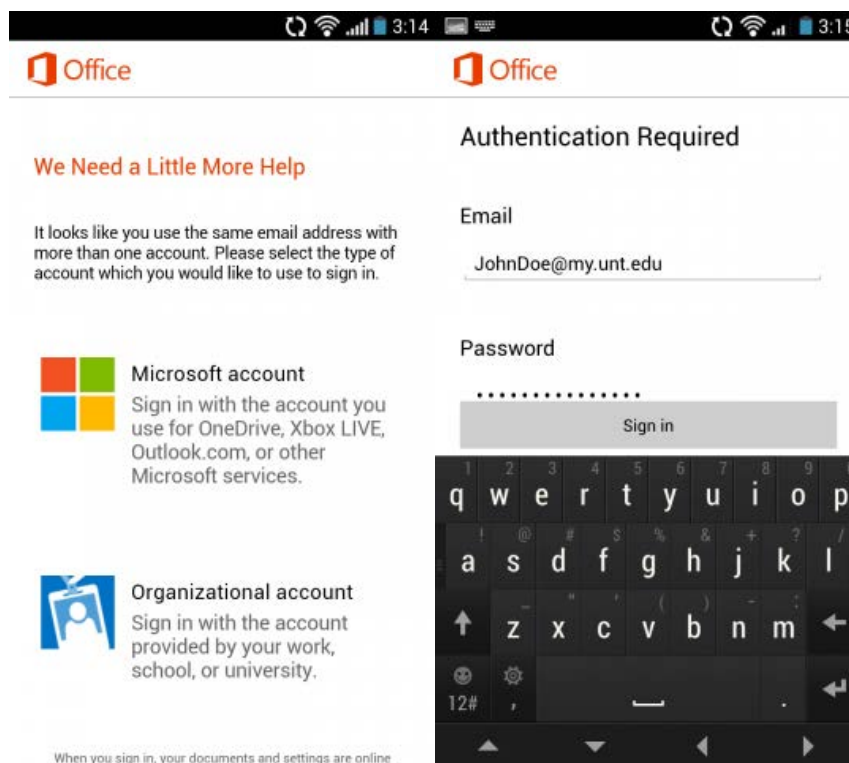 3:14
Office
We Need a Little More Help
It looks like you use the same email address with
more than one account. Please select the type of
account which you would like to use to sign in.
Microsoft account
Sign in with the account you
use for OneDrive, Xbox LIVE,
Outlook.com, or other
Microsoft services.
Organizational account
Sign in with the account
provided by your work,
school, or university.
When you sign in, your documents and settings are online
3:15
Office
Authentication Required
Email
JohnDoe@my.unt.edu
Password
Sign in
1 2 3 4 5 6 7 8 9
q w e r t y u i o p
! @ # $ % & + ? /
a s d f g h j k l
_ " ' ( ) - :
z x c v b n m
12# , .